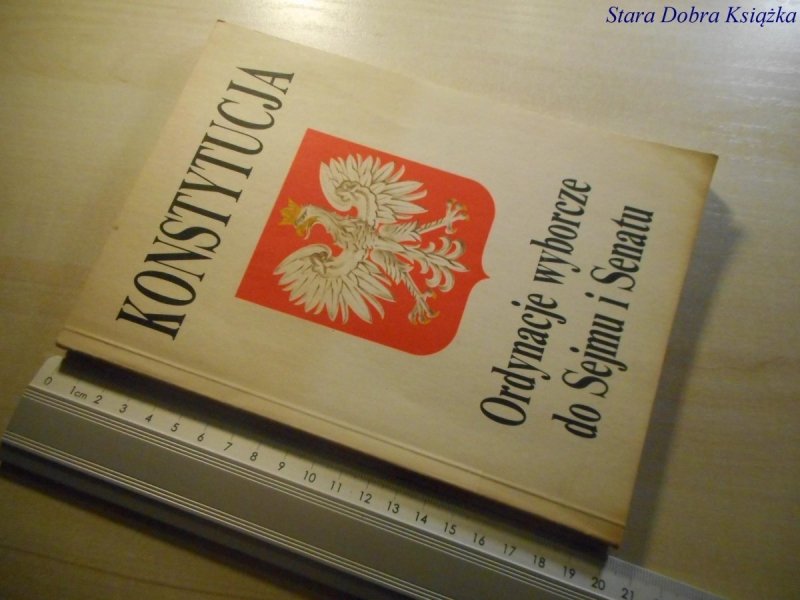 Stara Dobra Książka
KONSTYTUCJA
Ordynacje wyborcze
do Sejmu i Senatu
0 1cm 2 3 4 5 6 7 8 9 10 11 12 13 14 15 16 17 18 19 20 21